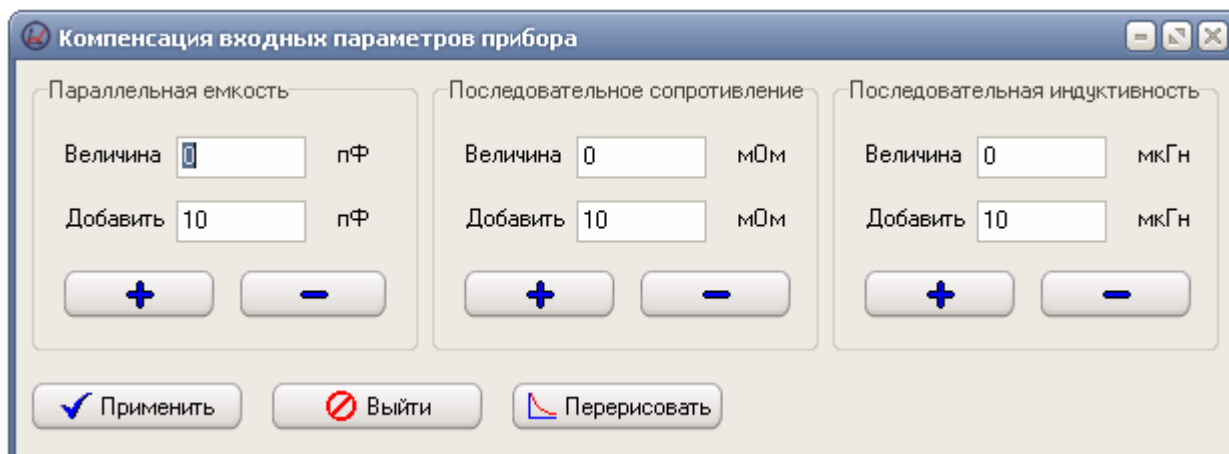 Компенсация входных параметров прибора
Параллельная емкость
Величина 0 пФ
Добавить 10 пФ
Последовательное сопротивление
Величина 0 мОм
Добавить 10 мОм
Последовательная индуктивность
Величина 0 мкГн
Добавить 10 мкГн
Применить
Выйти
Перерисовать